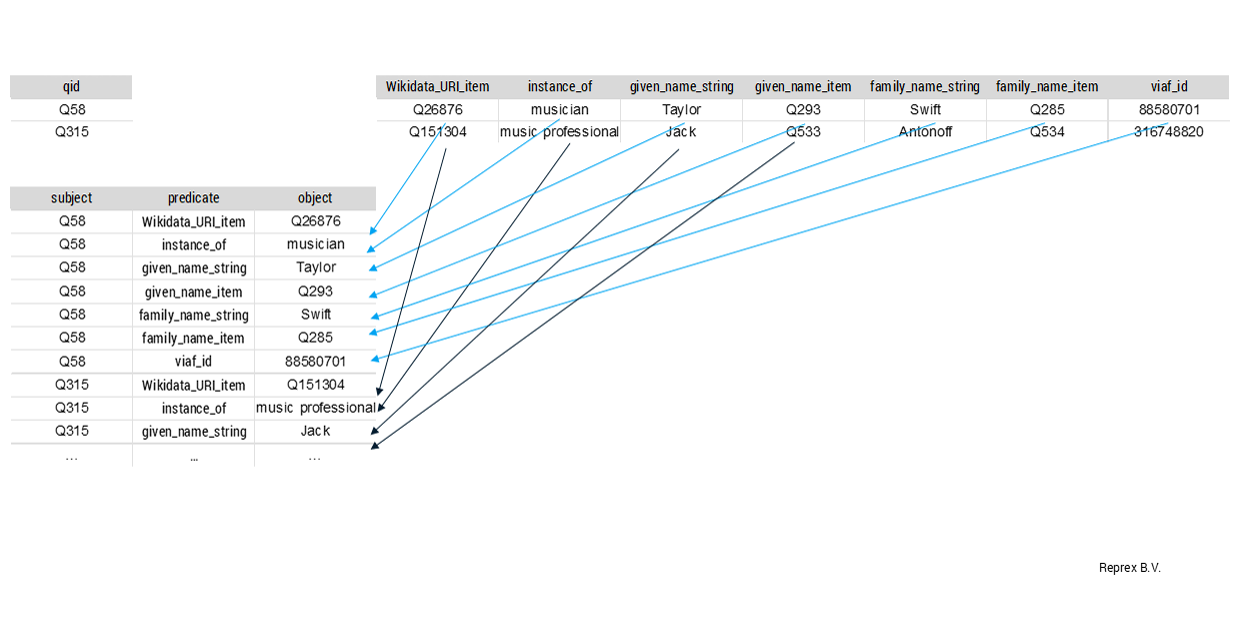 qid Wikidata_URI_item instance_of given_name_string given_name_item family_name_string family_name_item viaf_id
Q58 Q26876 musician Taylor Q293 Swift Q285 88580701
Q315 Q151304 music professional Jack Q533 Antonoff Q534 316748820
subject predicate object
Q58 Wikidata_URI_item Q26876
Q58 instance_of musician
Q58 given_name_string Taylor
Q58 given_name_item Q293
Q58 family_name_string Swift
Q58 family_name_item Q285
Q58 viaf_id 88580701
Q315 Wikidata_URI_item Q151304
Q315 instance_of music professional
Q315 given_name_string Jack
... ... ...
Reprex B.V.